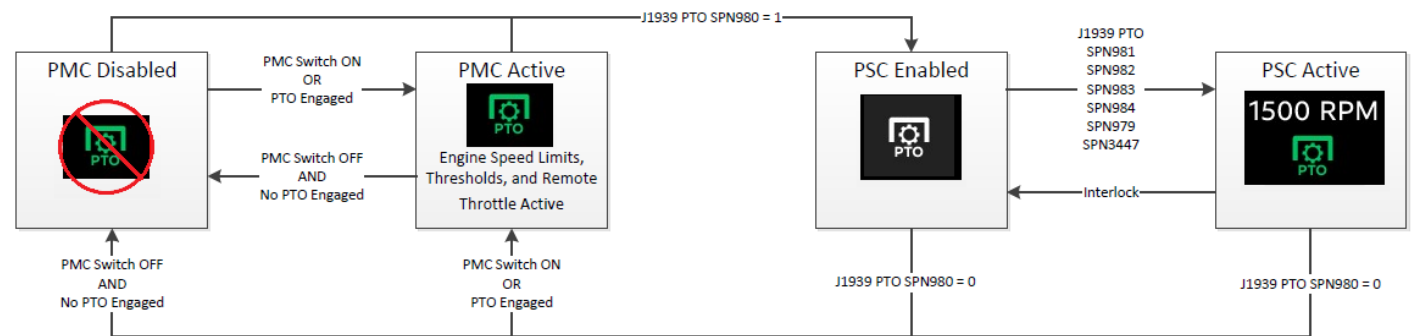 J1939 PTO SPN980 = 1
PMC Disabled
PTO
PMC Switch ON
OR
PTO Engaged
PMC Switch OFF
AND
No PTO Engaged
PMC Active
PTO
Engine Speed Limits,
Thresholds, and Remote
Throttle Active
PSC Enabled
PTO
J1939 PTO
SPN981
SPN982
SPN983
SPN984
SPN979
SPN3447
Interlock
PSC Active
1500 RPM
PTO
PMC Switch OFF
AND
No PTO Engaged
PMC Switch ON
OR
PTO Engaged
J1939 PTO SPN980 = 0
J1939 PTO SPN980 = 0